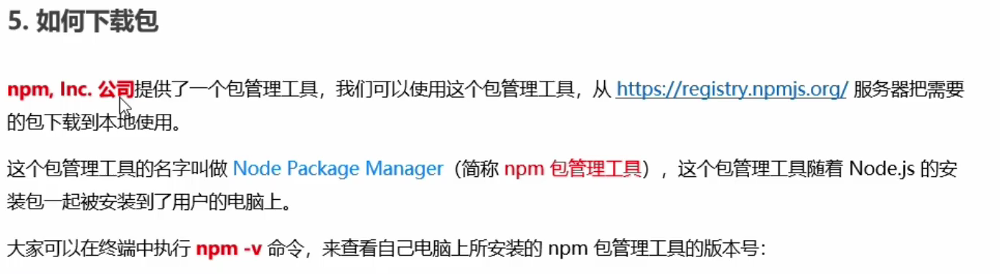 5. 如何下载包
npm, Inc. 公司提供了一个包管理工具，我们可以使用这个包管理工具，从 https://registry.npmjs.org/ 服务器把需要
的包下载到本地使用。
这个包管理工具的名字叫做 Node Package Manager（简称 npm 包管理工具），这个包管理工具随着 Node.js 的安
装包一起被安装到了用户的电脑上。
大家可以在终端中执行 npm -v 命令，来查看自己电脑上所安装的 npm 包管理工具的版本号：